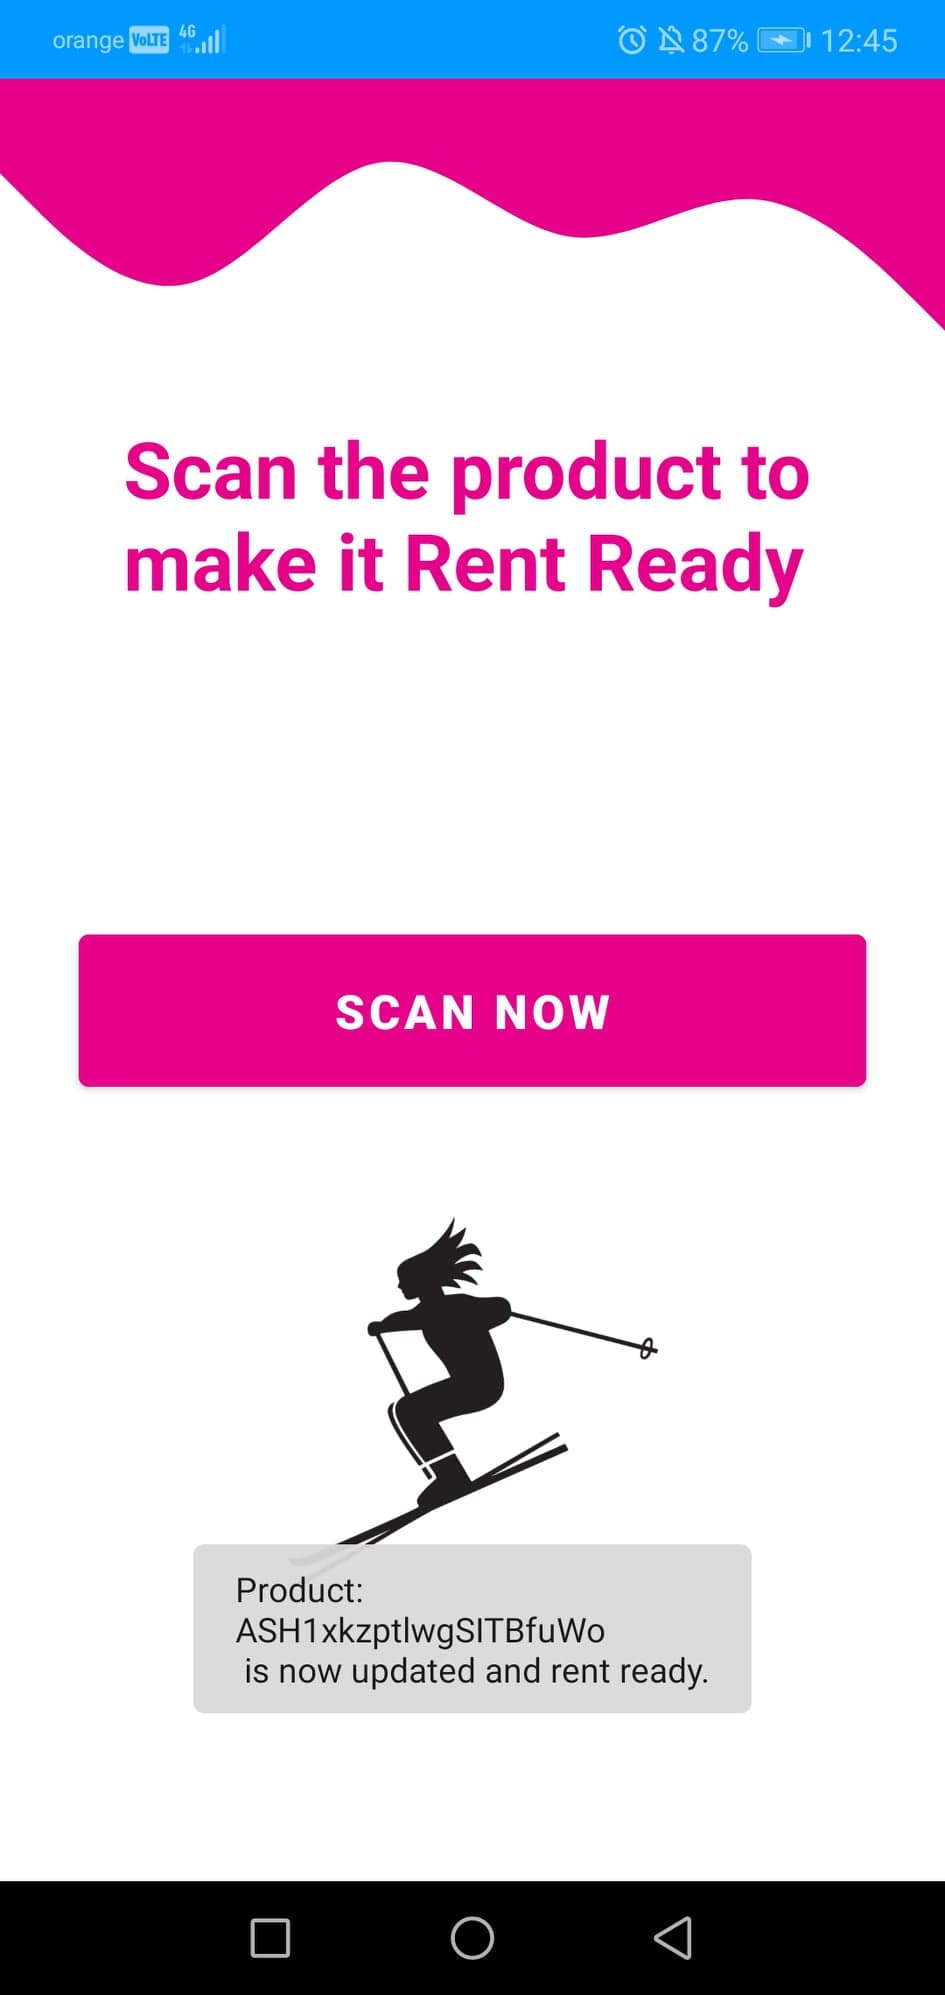 orange VoLTE 4G 87% 12:45
Scan the product to
make it Rent Ready
SCAN NOW
Product:
ASH1xkzptlwgSITBfuWo
is now updated and rent ready.